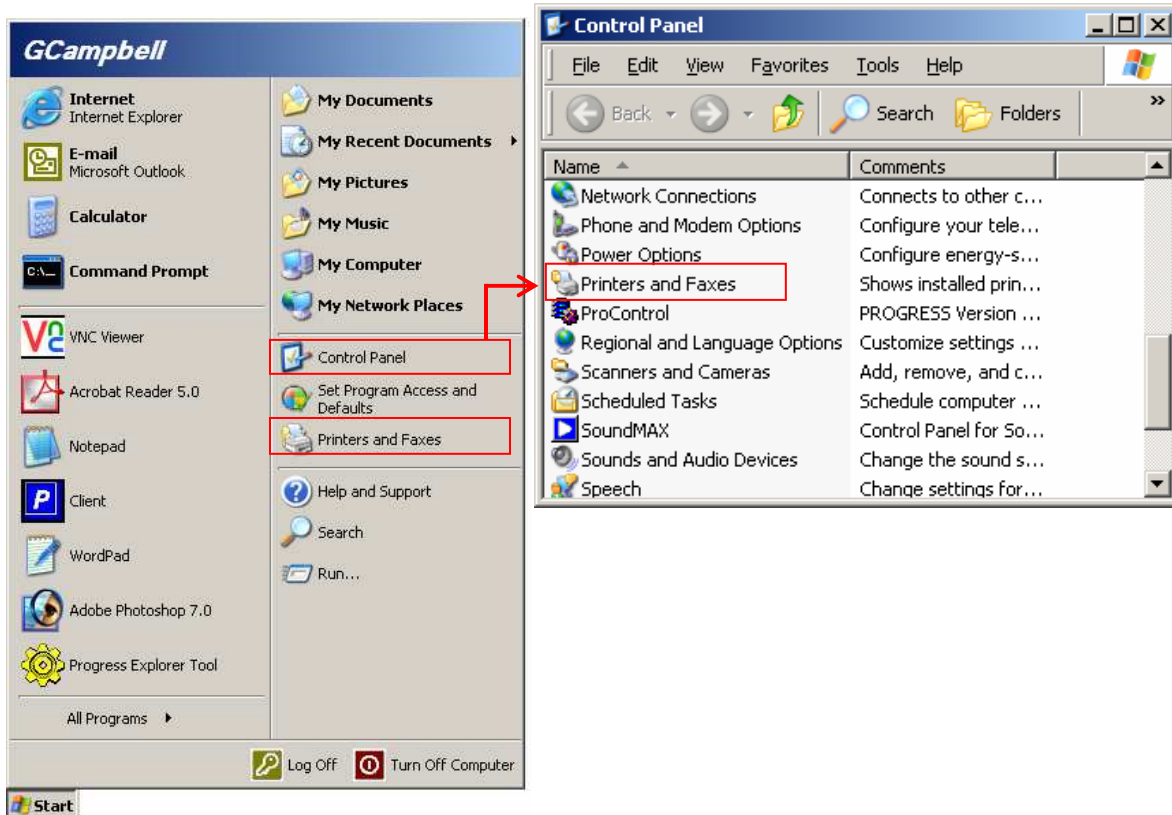 GCampbell
Internet
Internet Explorer
E-mail
Microsoft Outlook
Calculator
C:\_
Command Prompt
VNC Viewer
Acrobat Reader 5.0
Notepad
P
Client
WordPad
Adobe Photoshop 7.0
Progress Explorer Tool
All Programs
My Documents
My Recent Documents
My Pictures
My Music
My Computer
My Network Places
Control Panel
Set Program Access and
Defaults
Printers and Faxes
Help and Support
Search
Run...
Log Off
Turn Off Computer
Start
Control Panel
File Edit View Favorites Tools Help
Back Search Folders »
Name Comments
Network Connections Connects to other c...
Phone and Modem Options Configure your tele...
Power Options Configure energy-s...
Printers and Faxes Shows installed prin...
ProControl PROGRESS Version ...
Regional and Language Options Customize settings ...
Scanners and Cameras Add, remove, and c...
Scheduled Tasks Schedule computer ...
SoundMAX Control Panel for So...
Sounds and Audio Devices Change the sound s...
Speech Change settings for...